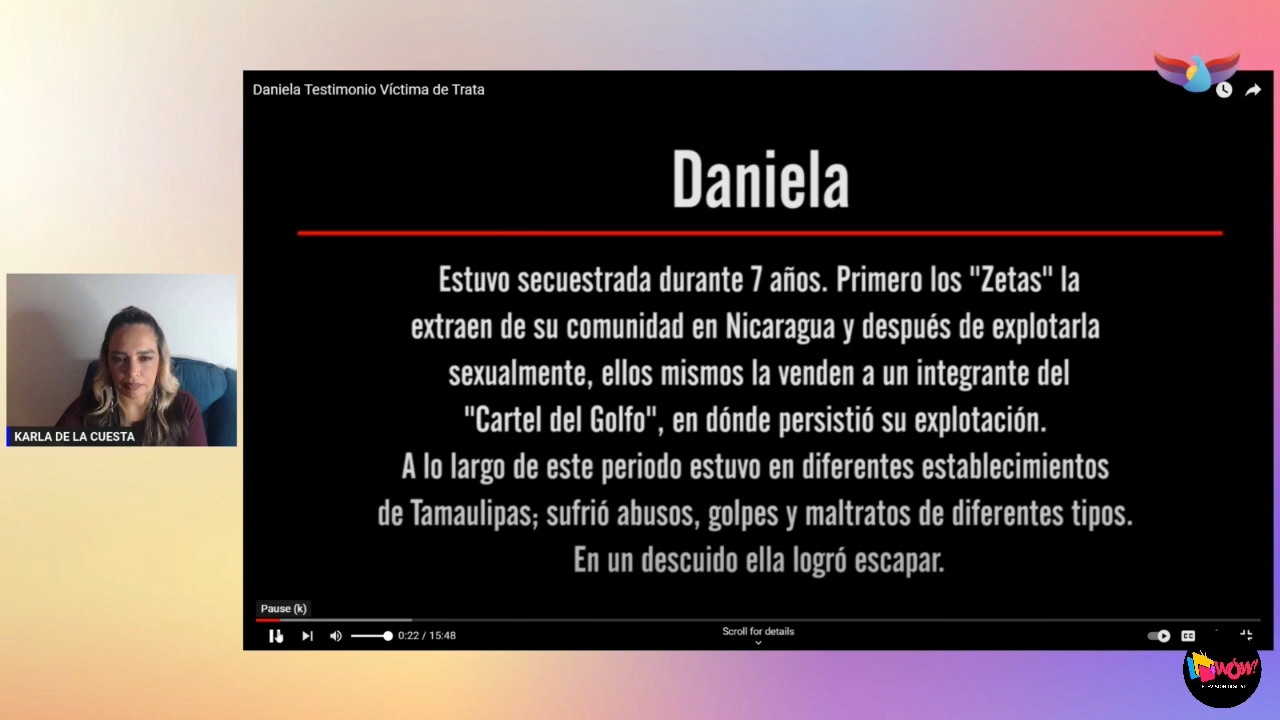 Daniela Testimonio Víctima de Trata
Daniela
Estuvo secuestrada durante 7 años. Primero los "Zetas" la
extraen de su comunidad en Nicaragua y después de explotarla
sexualmente, ellos mismos la venden a un integrante del
"Cartel del Golfo", en dónde persistió su explotación.
A lo largo de este periodo estuvo en diferentes establecimientos
de Tamaulipas; sufrió abusos, golpes y maltratos de diferentes tipos.
En un descuido ella logró escapar.
KARLA DE LA CUESTA
Pause (k)
0:22 / 15:48
Scroll for details
CC
WOW!